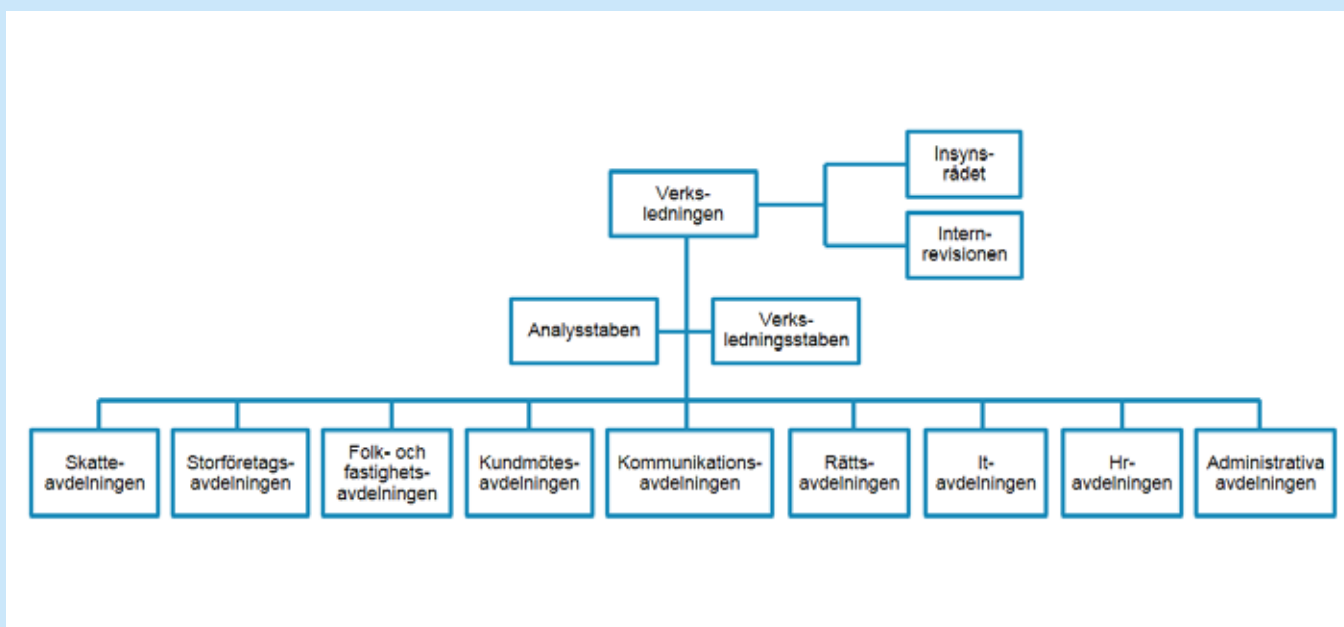 Insyns-
rådet
Verks-
ledningen
Intern-
revisionen
Analysstaben
Verks-
ledningsstaben
Skatte-
avdelningen
Storföretags-
avdelningen
Folk- och
fastighets-
avdelningen
Kundmötes-
avdelningen
Kommunikations-
avdelningen
Rätts-
avdelningen
It-
avdelningen
Hr-
avdelningen
Administrativa
avdelningen